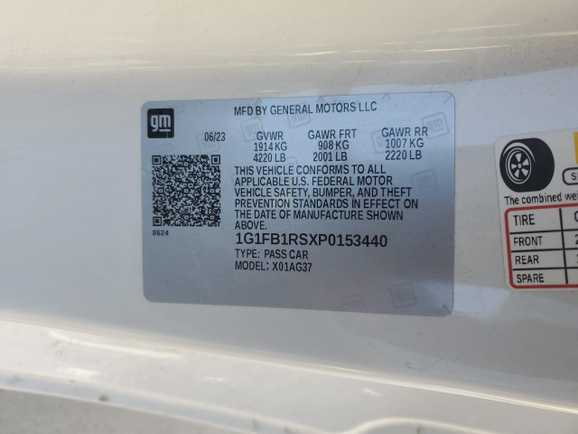 gm
MFD BY GENERAL MOTORS LLC
06/23 GVWR GAWR FRT GAWR RR
1914 KG 908 KG 1007 KG
4220 LB 2001 LB 2220 LB
THIS VEHICLE CONFORMS TO ALL
APPLICABLE U.S. FEDERAL MOTOR
VEHICLE SAFETY, BUMPER, AND THEFT
PREVENTION STANDARDS IN EFFECT ON
THE DATE OF MANUFACTURE SHOWN
ABOVE.
8624
1G1FB1RSXP0153440
TYPE: PASS CAR
MODEL: X01AG37
The combined
TIRE
FRONT 2
REAR
SPARE